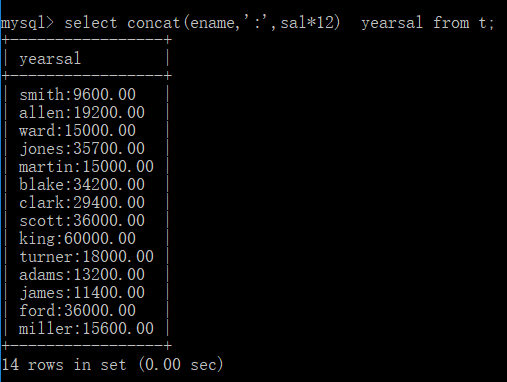 mysql> select concat(ename,':',sal*12)  yearsal from t;
+-----------------+
| yearsal         |
+-----------------+
| smith:9600.00   |
| allen:19200.00  |
| ward:15000.00   |
| jones:35700.00  |
| martin:15000.00 |
| blake:34200.00  |
| clark:29400.00  |
| scott:36000.00  |
| king:60000.00   |
| turner:18000.00 |
| adams:13200.00  |
| james:11400.00  |
| ford:36000.00   |
| miller:15600.00 |
+-----------------+
14 rows in set (0.00 sec)